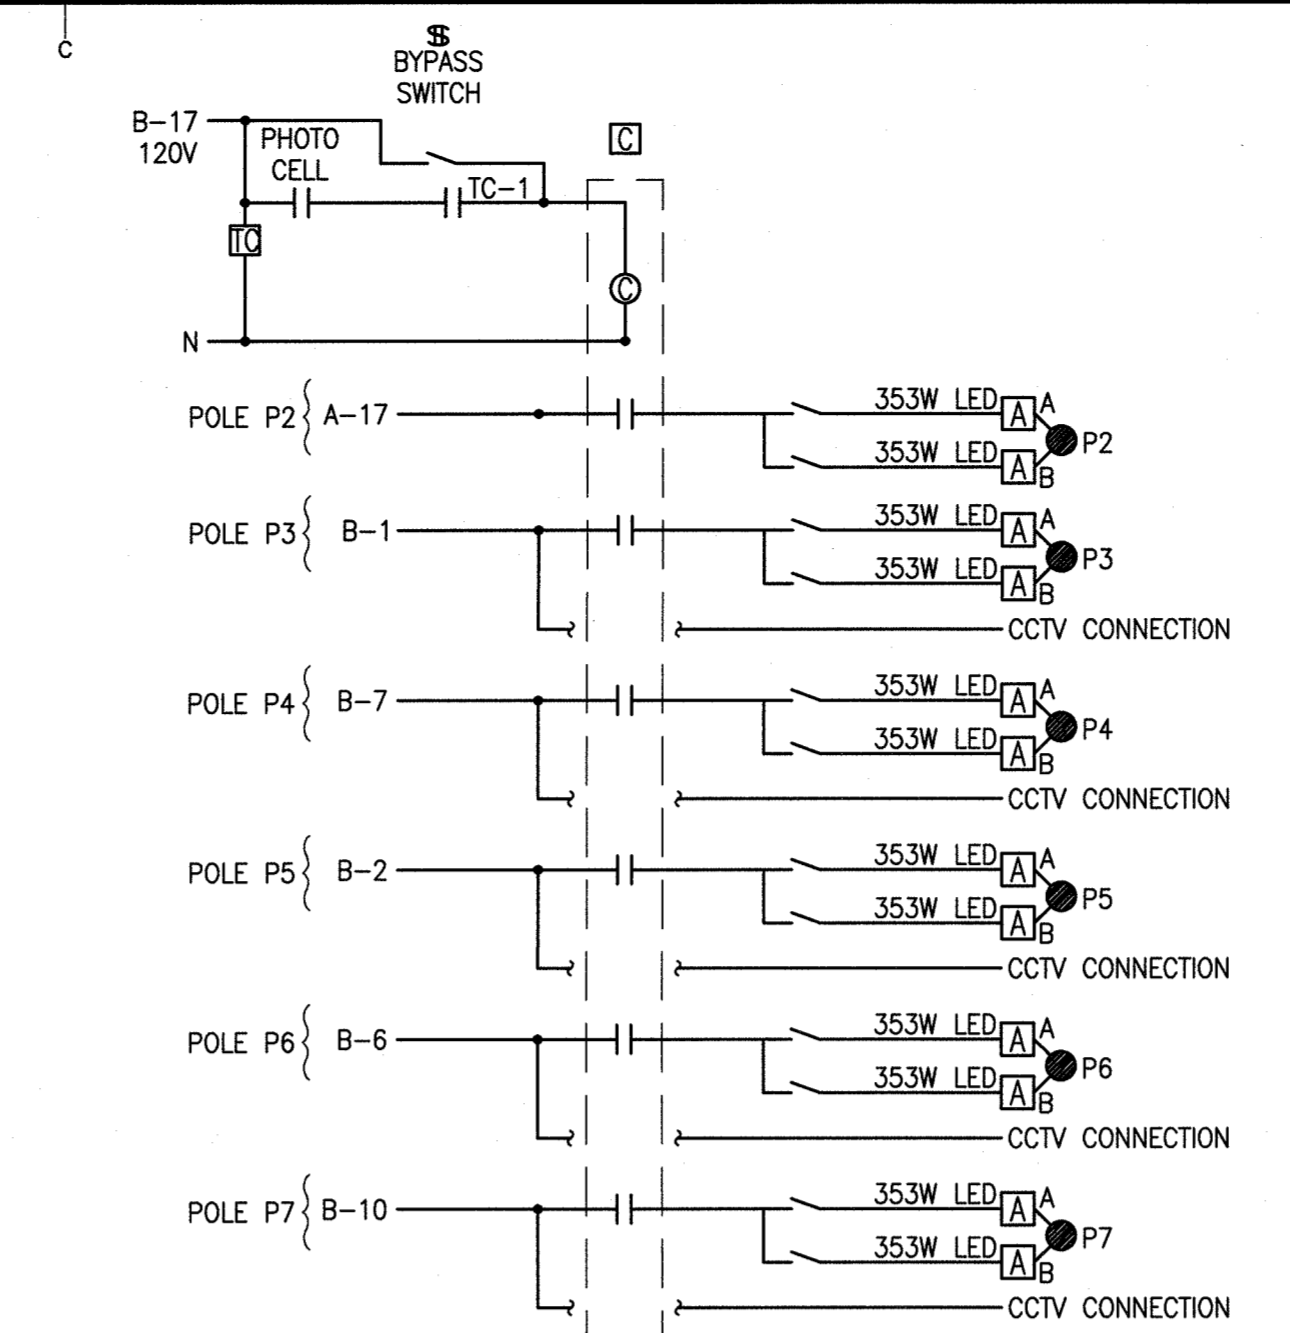 C
$
BYPASS
SWITCH
B-17
120V
PHOTO
CELL
TC-1
C
TC
C
N
POLE P2 A-17 353W LED A A
353W LED A B
P2
POLE P3 B-1 353W LED A A
353W LED A B
P3
CCTV CONNECTION
POLE P4 B-7 353W LED A A
353W LED A B
P4
CCTV CONNECTION
POLE P5 B-2 353W LED A A
353W LED A B
P5
CCTV CONNECTION
POLE P6 B-6 353W LED A A
353W LED A B
P6
CCTV CONNECTION
POLE P7 B-10 353W LED A A
353W LED A B
P7
CCTV CONNECTION